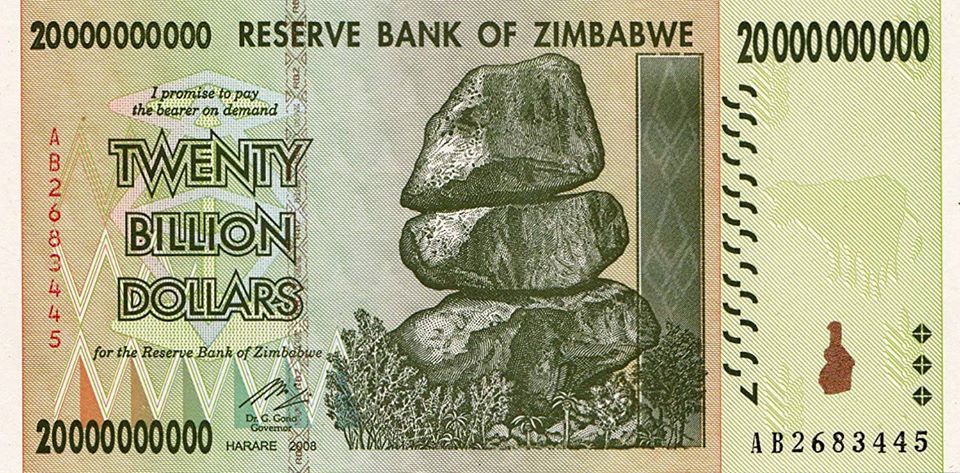 20000000000 RESERVE BANK OF ZIMBABWE 20000000000
I promise to pay
the bearer on demand
TWENTY
BILLION
DOLLARS
AB2683445
for the Reserve Bank of Zimbabwe
Dr. G. Gono
Governor
20000000000 HARARE 2008
AB2683445